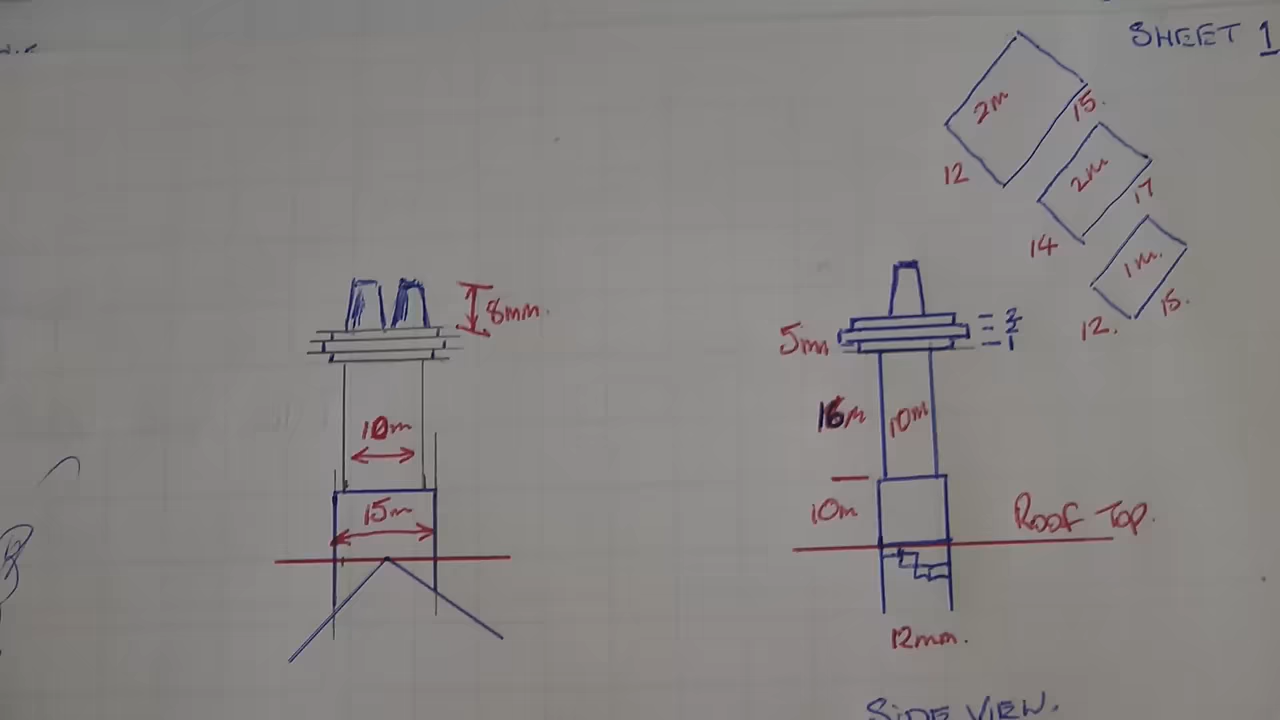 SHEET 1
2m
15.
12
2m
17
14
1m.
15.
12.
8mm.
= 2
= 2
- 1
5mm
10m
16m
10m
15m
10m
Roof Top.
12mm.
SIDE VIEW.